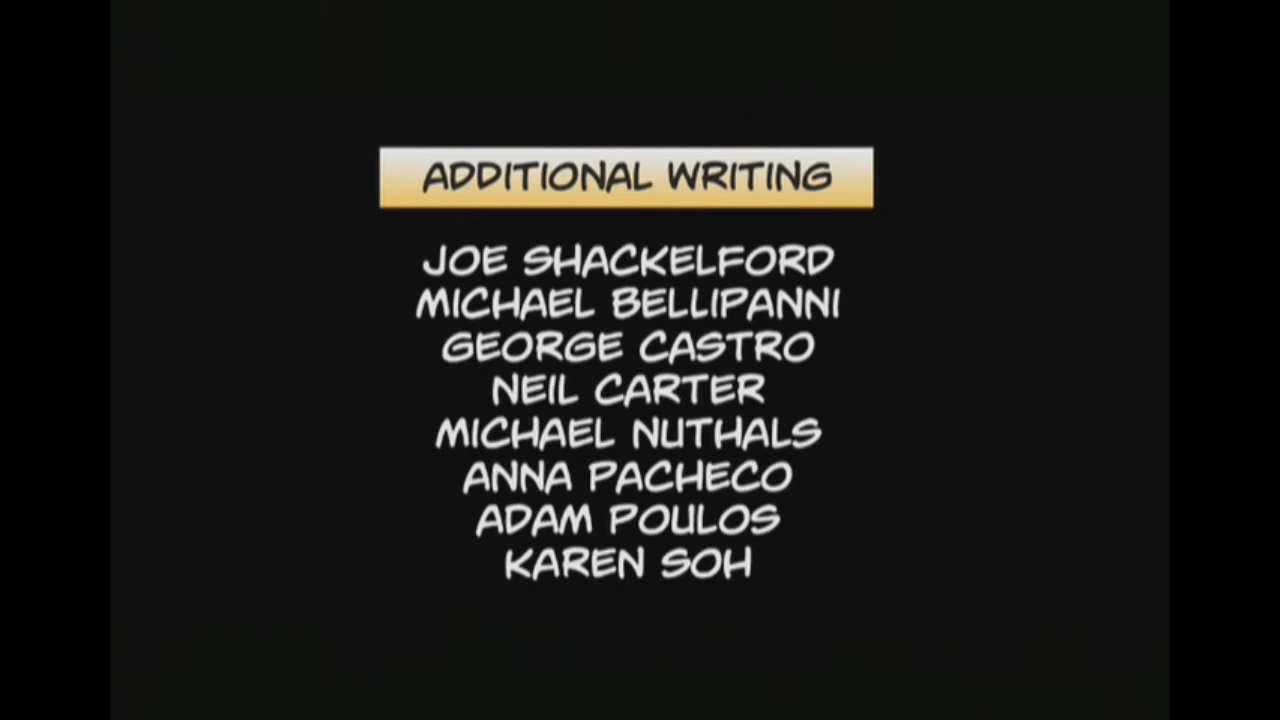 ADDITIONAL WRITING
JOE SHACKELFORD
MICHAEL BELLIPANNI
GEORGE CASTRO
NEIL CARTER
MICHAEL NUTHALS
ANNA PACHECO
ADAM POULOS
KAREN SOH